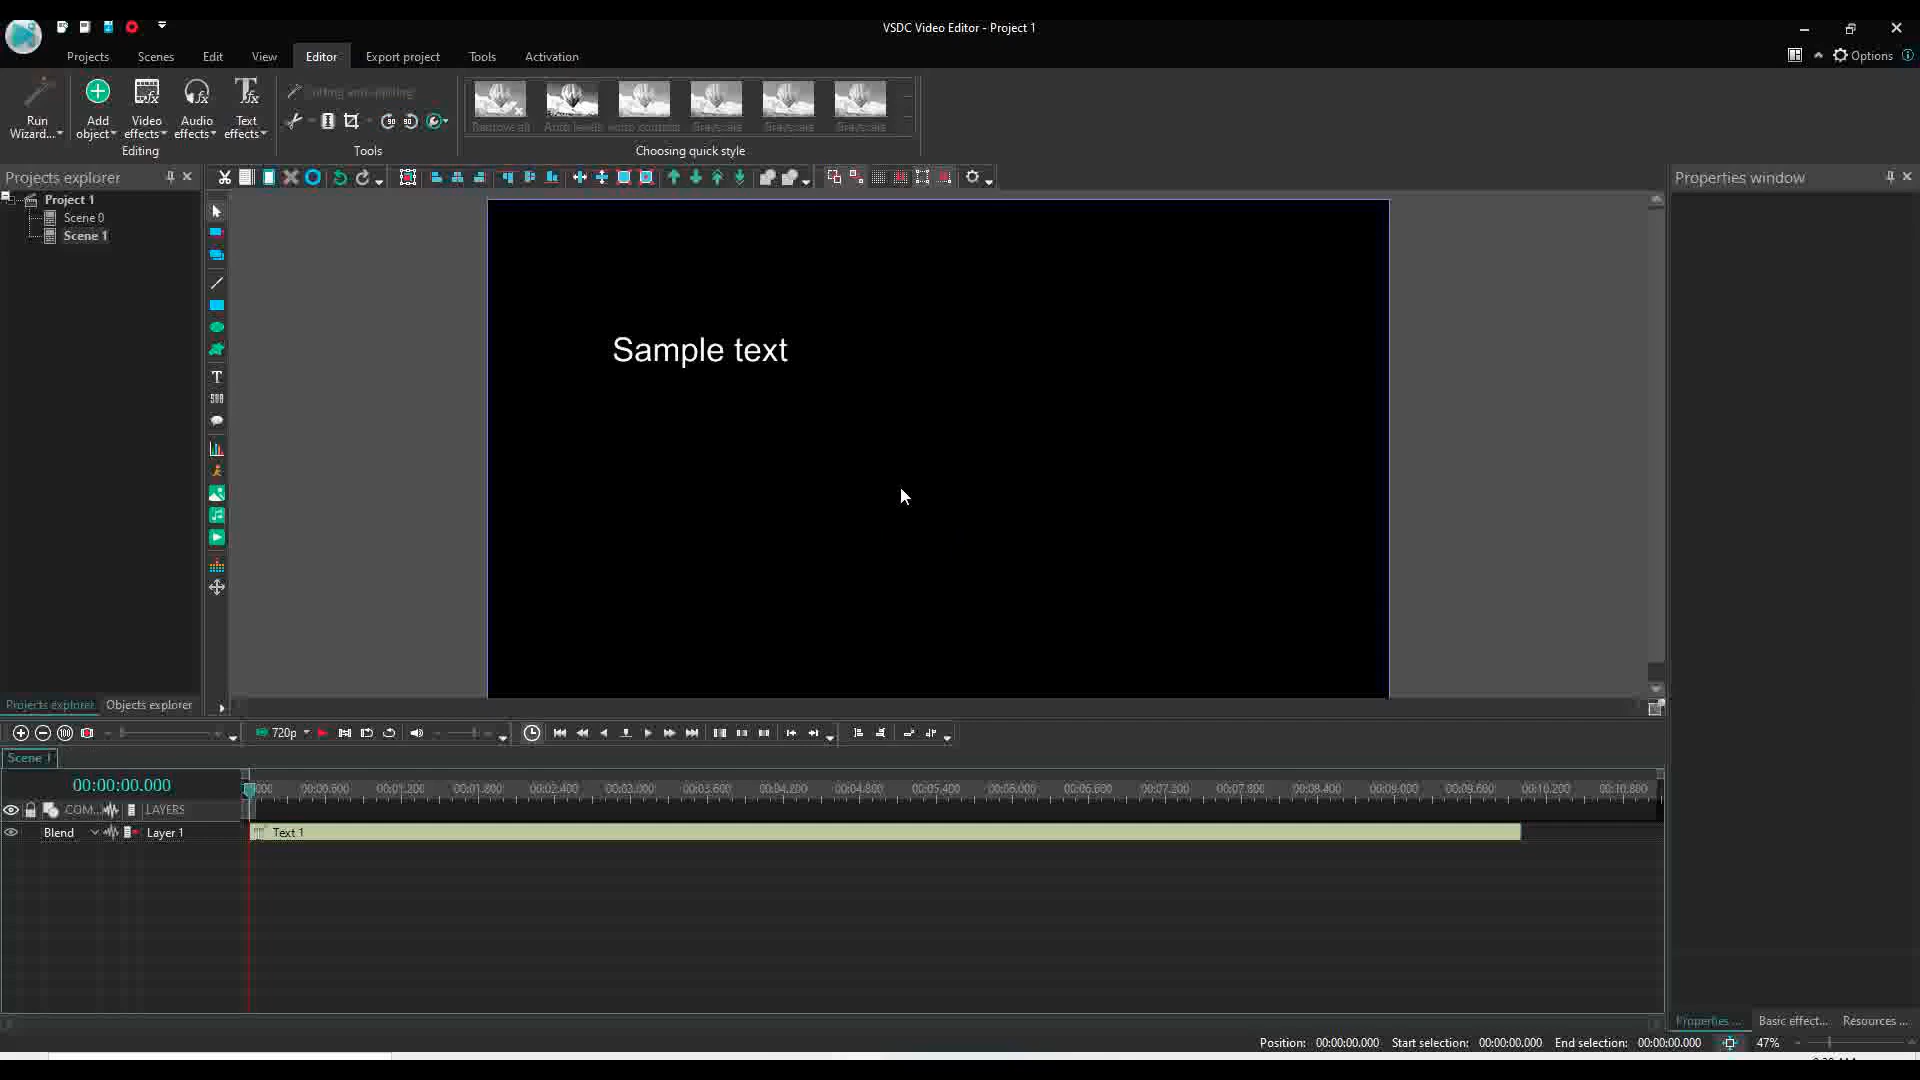 VSDC Video Editor - Project 1
Projects Scenes Edit View Editor Export project Tools Activation
Options
Run Wizard...
Add object
Video effects
Audio effects
Text effects
Editing
Tools
Remove all Auto levels Auto contrast Grayscale Grayscale Grayscale
Choosing quick style
Projects explorer
Project 1
Scene 0
Scene 1
Sample text
Properties window
Projects explorer Objects explorer
720p
Scene 1
00:00:00.000
00:00.600 00:01.200 00:01.800 00:02.400 00:03.000 00:03.600 00:04.200 00:04.800 00:05.400 00:06.000 00:06.600 00:07.200 00:07.800 00:08.400 00:09.000 00:09.600 00:10.200 00:10.800
COM... LAYERS
Blend Layer 1 Text 1
Properties ... Basic effect... Resources ...
Position: 00:00:00.000 Start selection: 00:00:00.000 End selection: 00:00:00.000 47%